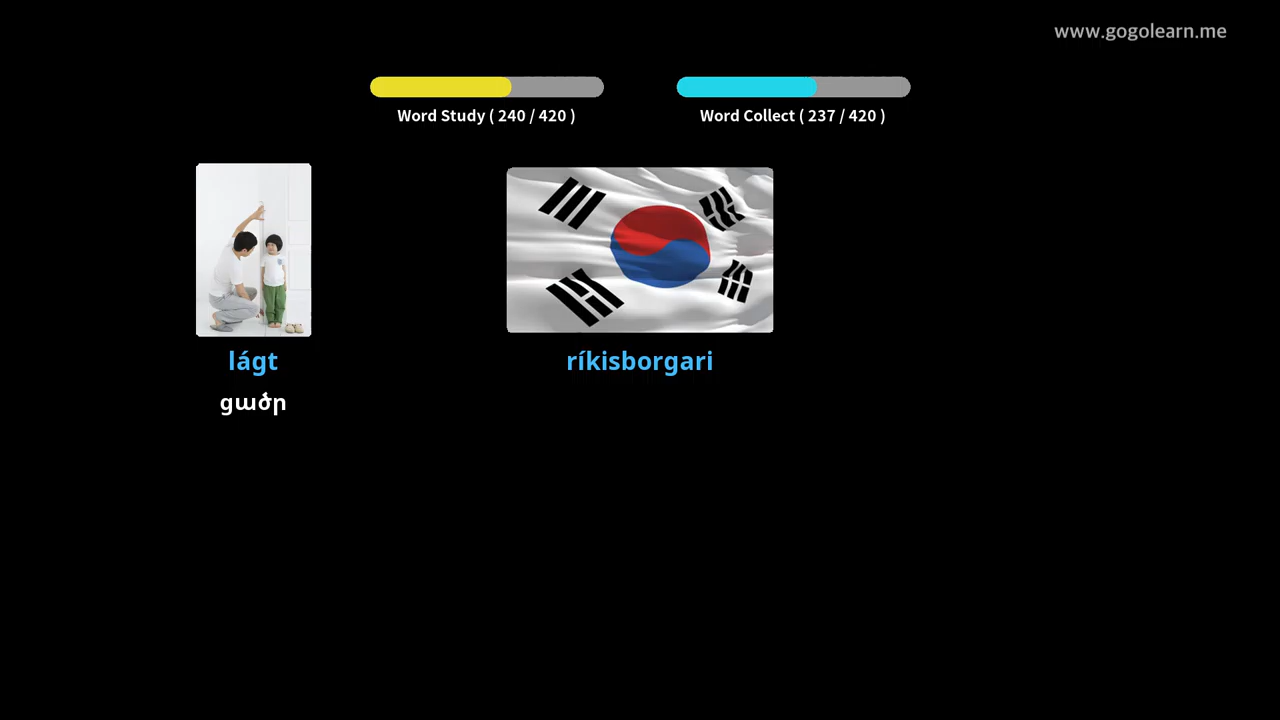 www.gogolearn.me
Word Study ( 240 / 420 )
Word Collect ( 237 / 420 )
lágt
ցածր
ríkisborgari